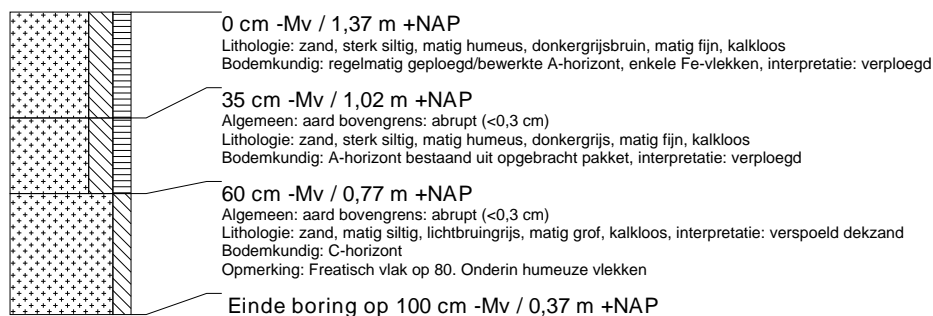 0 cm -Mv / 1,37 m +NAP
Lithologie: zand, sterk siltig, matig humeus, donkergrijsbruin, matig fijn, kalkloos
Bodemkundig: regelmatig geploegd/bewerkte A-horizont, enkele Fe-vlekken, interpretatie: verploegd
35 cm -Mv / 1,02 m +NAP
Algemeen: aard bovengrens: abrupt (<0,3 cm)
Lithologie: zand, sterk siltig, matig humeus, donkergrijs, matig fijn, kalkloos
Bodemkundig: A-horizont bestaand uit opgebracht pakket, interpretatie: verploegd
60 cm -Mv / 0,77 m +NAP
Algemeen: aard bovengrens: abrupt (<0,3 cm)
Lithologie: zand, matig siltig, lichtbruingrijs, matig grof, kalkloos, interpretatie: verspoeld dekzand
Bodemkundig: C-horizont
Opmerking: Freatisch vlak op 80. Onderin humeuze vlekken
Einde boring op 100 cm -Mv / 0,37 m +NAP